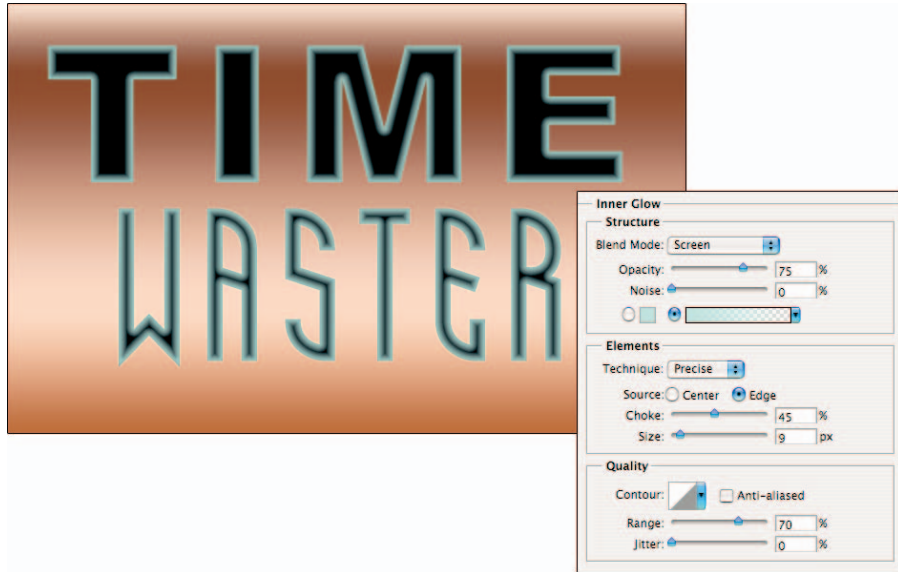 TIME
WASTER
Inner Glow
Structure
Blend Mode: Screen
Opacity: 75 %
Noise: 0 %
Elements
Technique: Precise
Source: Center Edge
Choke: 45 %
Size: 9 px
Quality
Contour: Anti-aliased
Range: 70 %
Jitter: 0 %